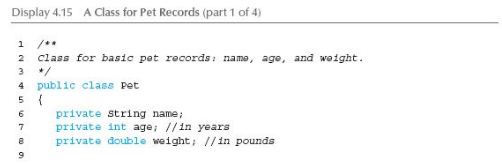 Display 4.15 A Class for Pet Records (part 1 of 4)
1 /**
2 Class for basic pet records: name, age, and weight.
3 */
4 public class Pet
5 {
6 private String name;
7 private int age; //in years
8 private double weight; //in pounds
9